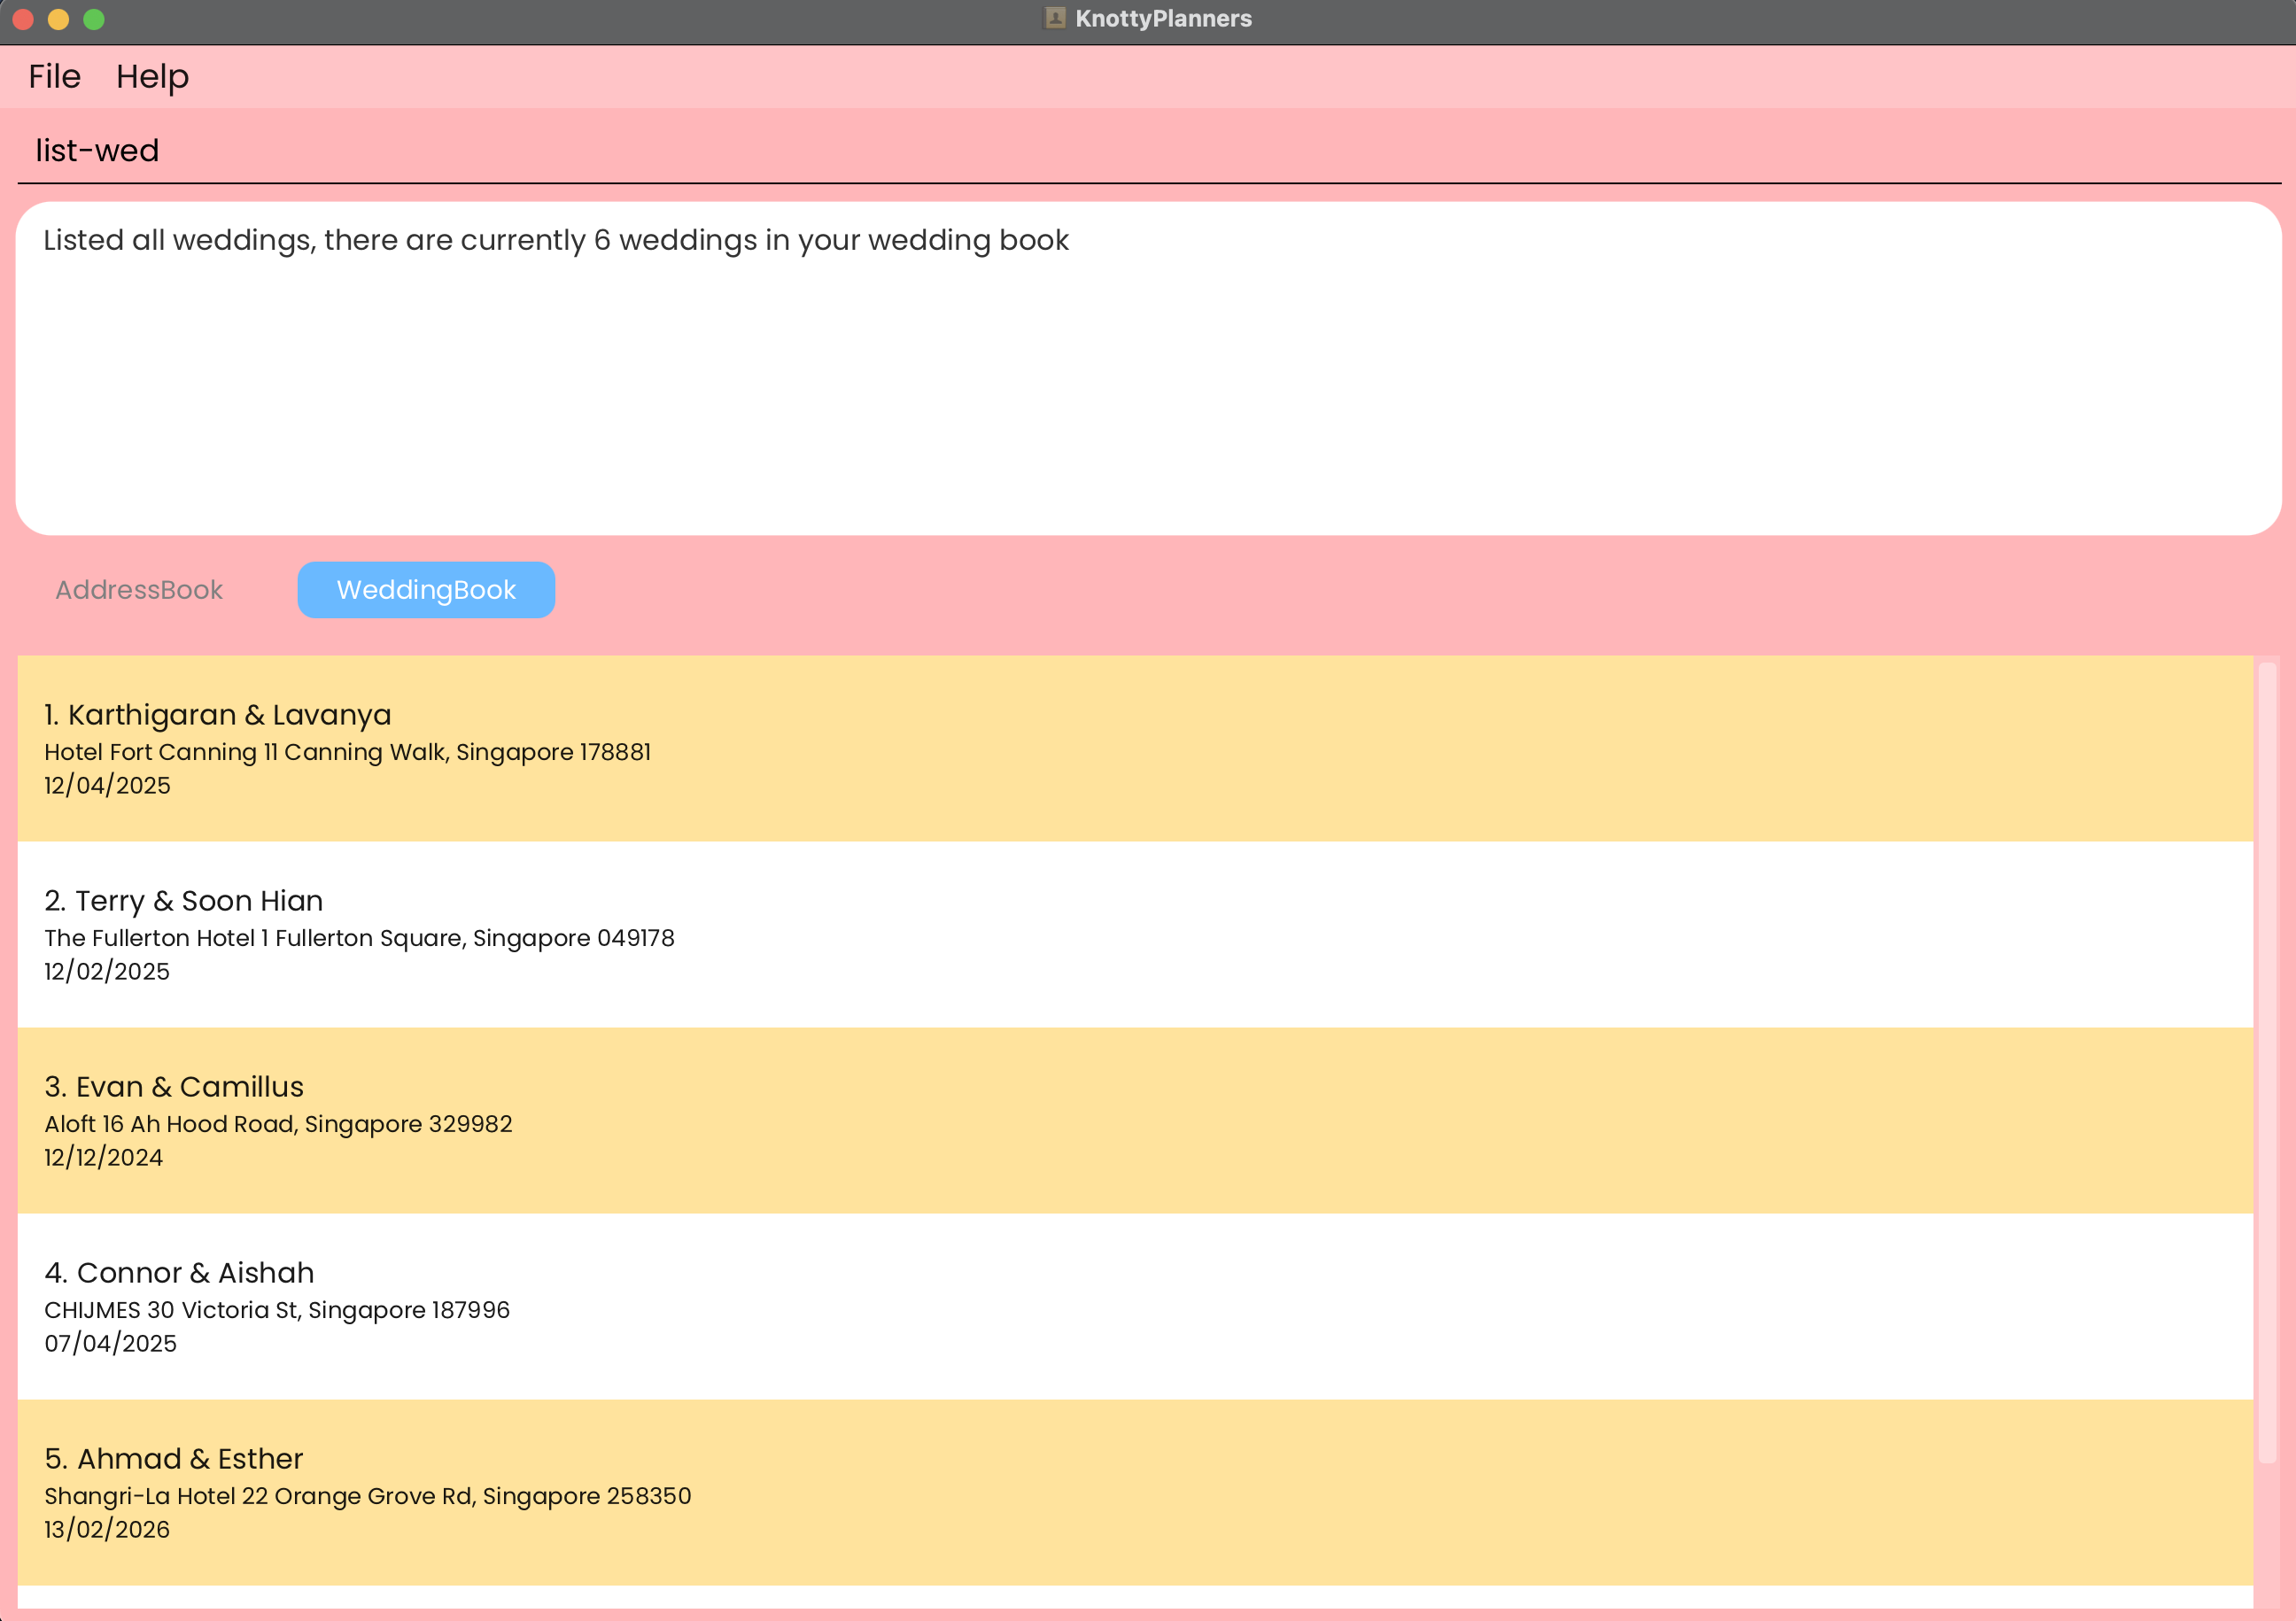 KnottyPlanners
File Help
list-wed
Listed all weddings, there are currently 6 weddings in your wedding book
AddressBook WeddingBook
1. Karthigaran & Lavanya
Hotel Fort Canning 11 Canning Walk, Singapore 178881
12/04/2025
2. Terry & Soon Hian
The Fullerton Hotel 1 Fullerton Square, Singapore 049178
12/02/2025
3. Evan & Camillus
Aloft 16 Ah Hood Road, Singapore 329982
12/12/2024
4. Connor & Aishah
CHIJMES 30 Victoria St, Singapore 187996
07/04/2025
5. Ahmad & Esther
Shangri-La Hotel 22 Orange Grove Rd, Singapore 258350
13/02/2026